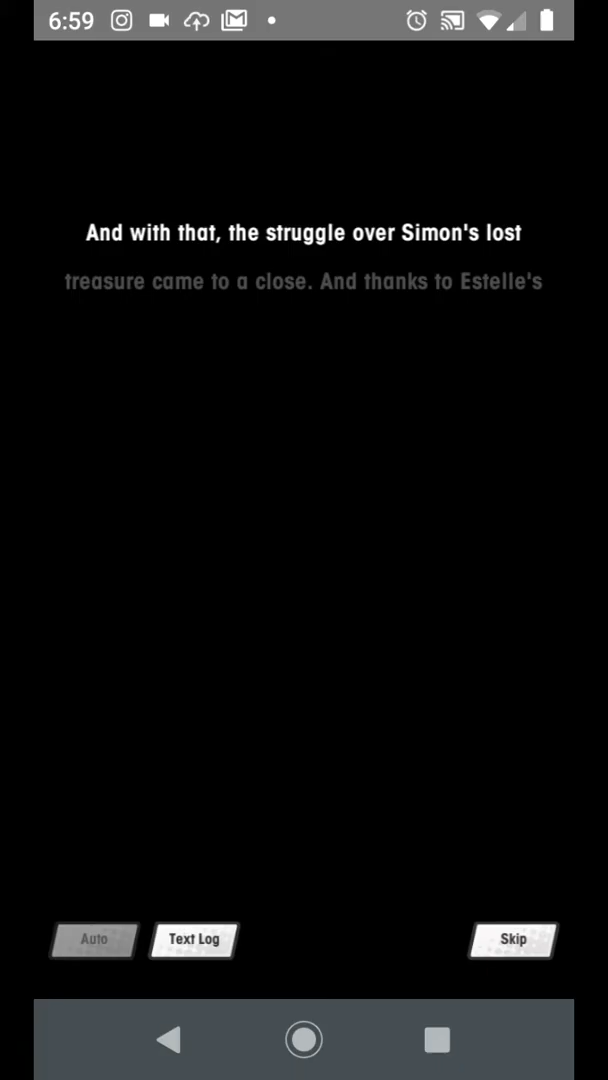 6:59
And with that, the struggle over Simon's lost
treasure came to a close. And thanks to Estelle's
Auto
Text Log
Skip